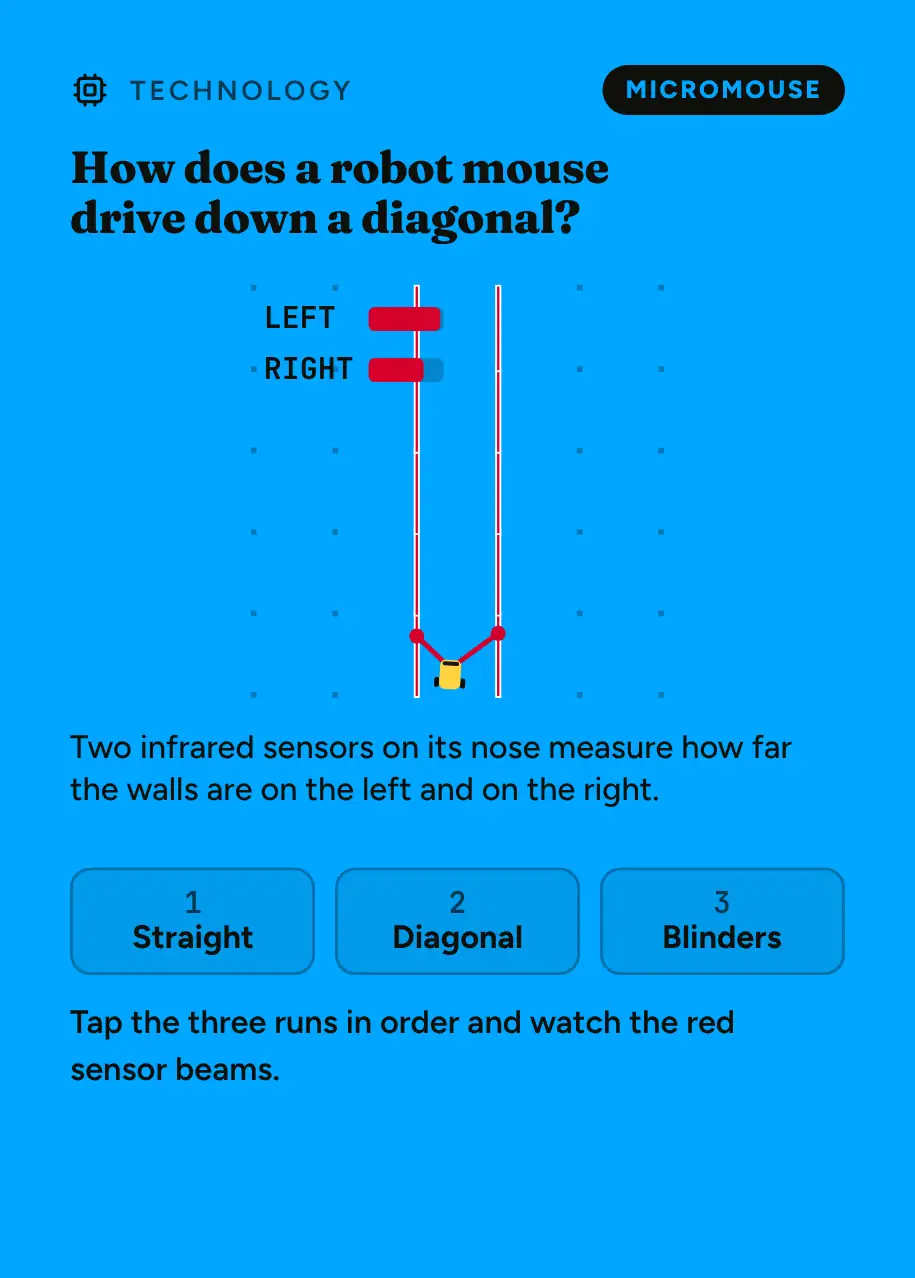 TECHNOLOGY
MICROMOUSE
How does a robot mouse
drive down a diagonal?
LEFT
RIGHT
Two infrared sensors on its nose measure how far
the walls are on the left and on the right.
1
Straight
2
Diagonal
3
Blinders
Tap the three runs in order and watch the red
sensor beams.